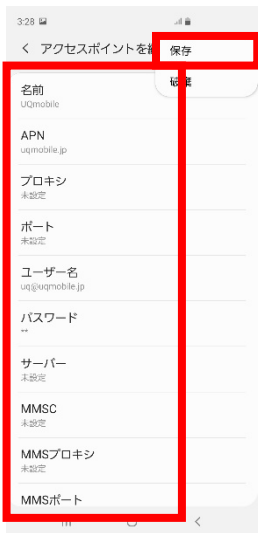 3:28
アクセスポイントを
保存
破棄
名前
UQmobile
APN
uqmobile.jp
プロキシ
未設定
ポート
未設定
ユーザー名
uq@uqmobile.jp
パスワード
**
サーバー
未設定
MMSC
未設定
MMSプロキシ
未設定
MMSポート